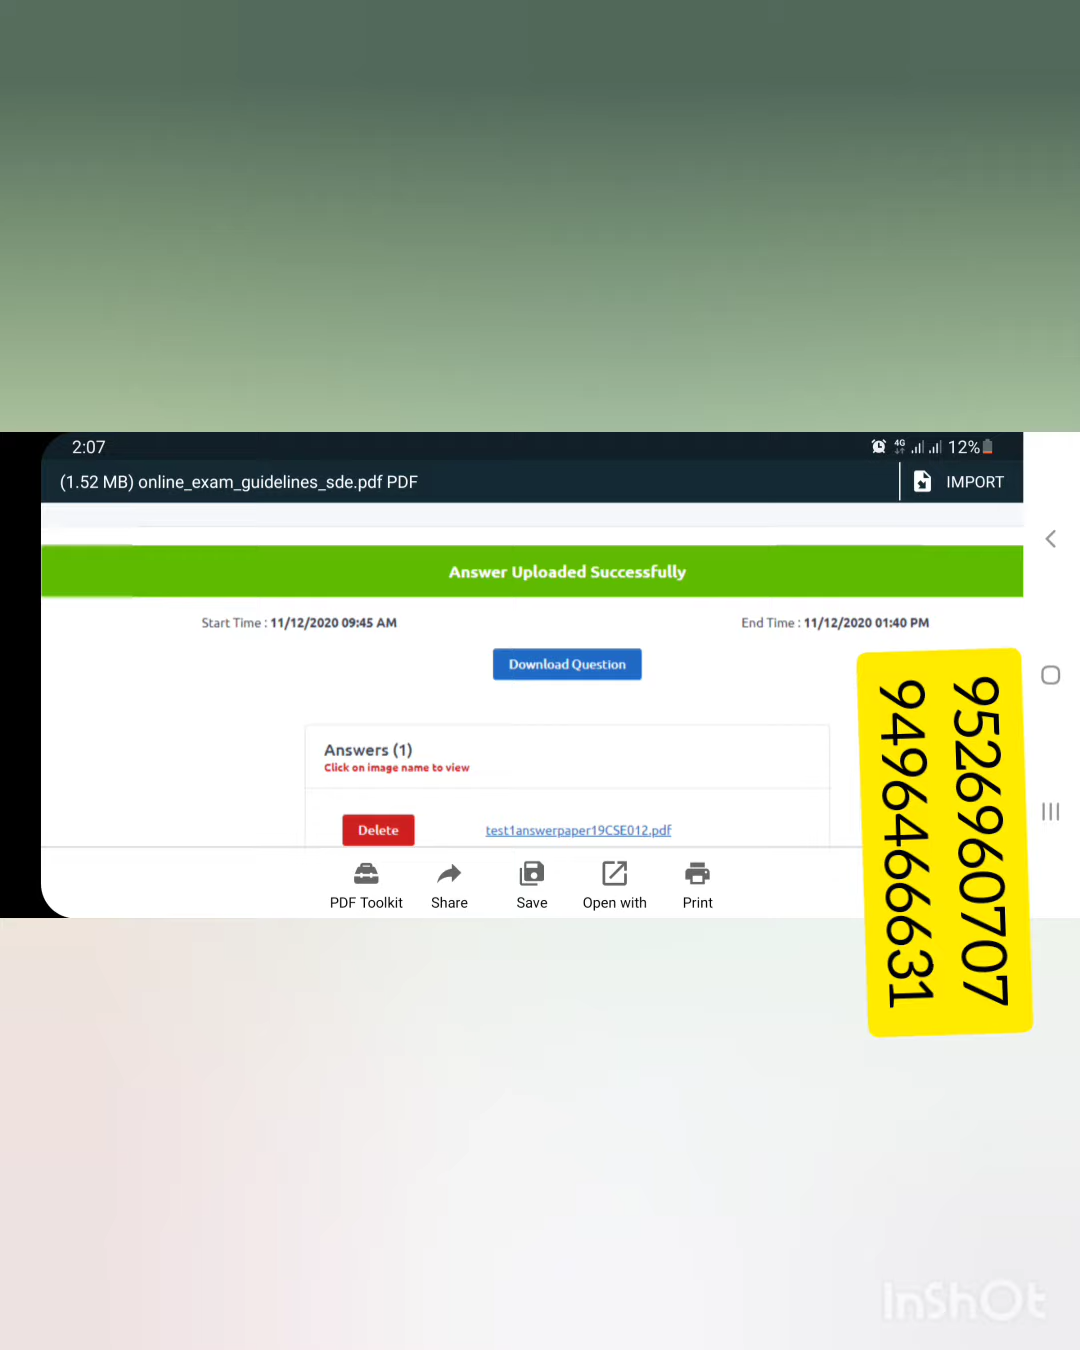 2:07
4G
12%
(1.52 MB) online_exam_guidelines_sde.pdf PDF
IMPORT
Answer Uploaded Successfully
Start Time : 11/12/2020 09:45 AM
End Time : 11/12/2020 01:40 PM
Download Question
Answers (1)
Click on image name to view
Delete
test1answerpaper19CSE012.pdf
PDF Toolkit
Share
Save
Open with
Print
9526960707
9496466631
InShOt